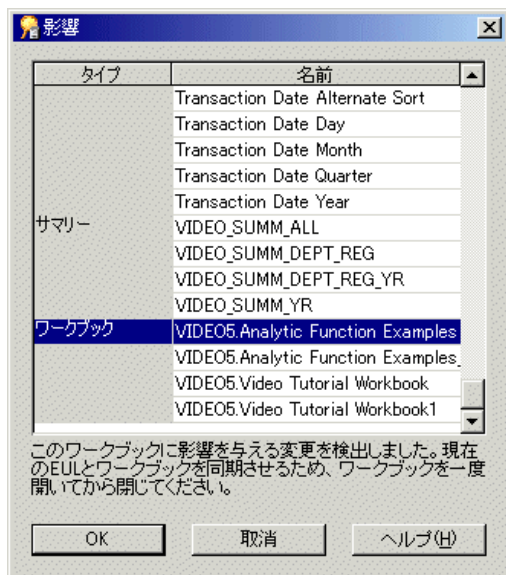 影響
タイプ 名前
Transaction Date Alternate Sort
Transaction Date Day
Transaction Date Month
Transaction Date Quarter
Transaction Date Year
サマリー VIDEO_SUMM_ALL
VIDEO_SUMM_DEPT_REG
VIDEO_SUMM_DEPT_REG_YR
VIDEO_SUMM_YR
ワークブック VIDEO5.Analytic Function Examples
VIDEO5.Analytic Function Examples_
VIDEO5.Video Tutorial Workbook
VIDEO5.Video Tutorial Workbook1
このワークブックに影響を与える変更を検出しました。現在
のEULとワークブックを同期させるため、ワークブックを一度
開いてから閉じてください。
OK 取消 ヘルプ(H)